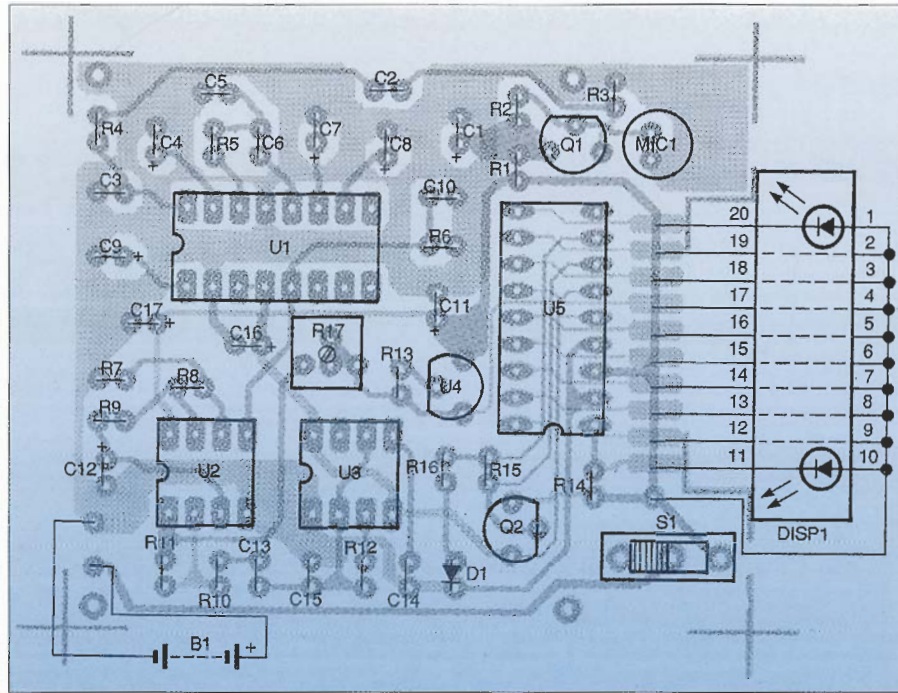 C5
C2
R3
R2
R4
C4
R5
C6
C7
C8
C1
Q1
MIC1
R1
C3
C10
20
1
U1
R6
19
2
C9
+
18
3
C11
U5
17
4
C17
+
C16
R17
16
5
R13
15
6
R7
R8
U4
14
7
R9
13
8
12
9
C12
+
U2
U3
R16
R15
R14
11
10
Q2
S1
DISP1
R11
C13
R12
D1
R10
C15
C14
B1
+